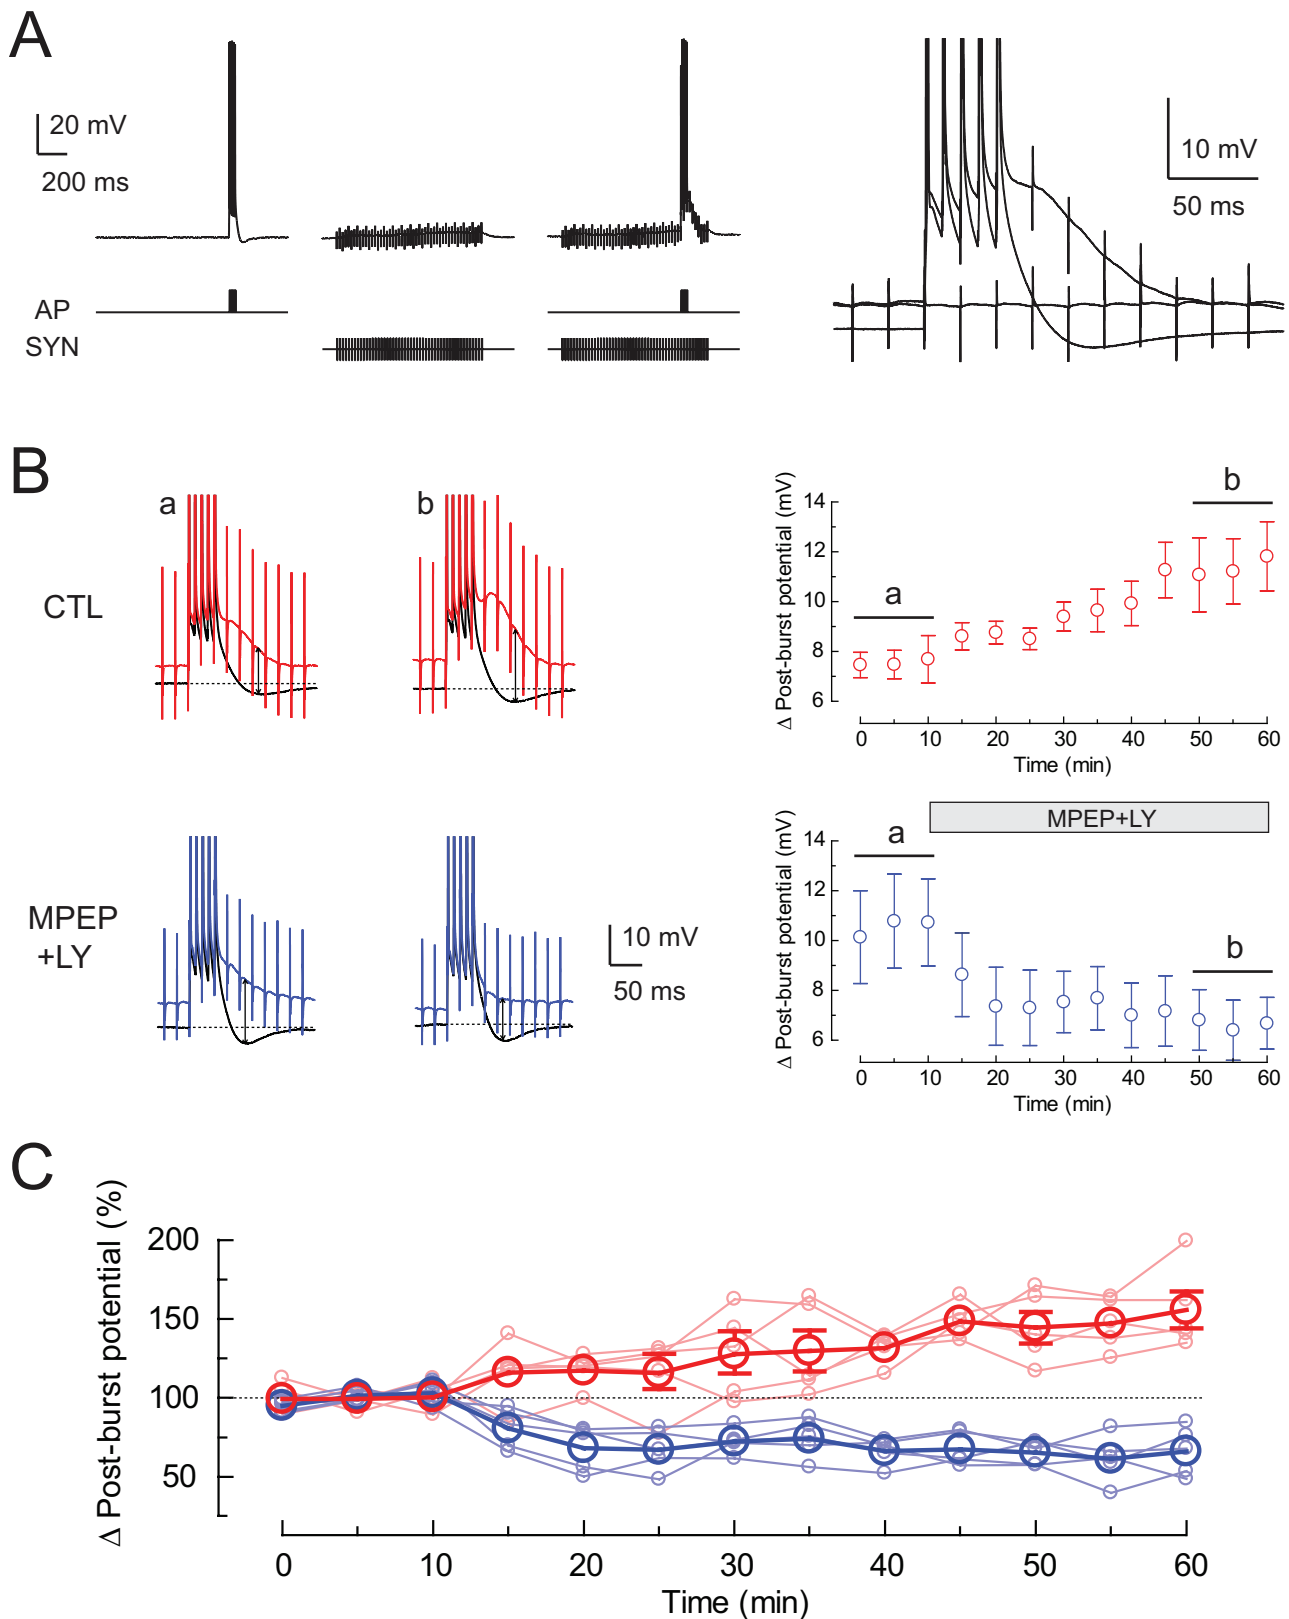 A
20 mV
200 ms
AP
SYN
10 mV
50 ms
B
a
b
CTL
MPEP
+LY
10 mV
50 ms
Δ Post-burst potential (mV)
14
12
10
8
6
a
b
0
10
20
30
40
50
60
Time (min)
MPEP+LY
Δ Post-burst potential (mV)
14
12
10
8
6
a
b
0
10
20
30
40
50
60
Time (min)
C
Δ Post-burst potential (%)
200
150
100
50
0
10
20
30
40
50
60
Time (min)